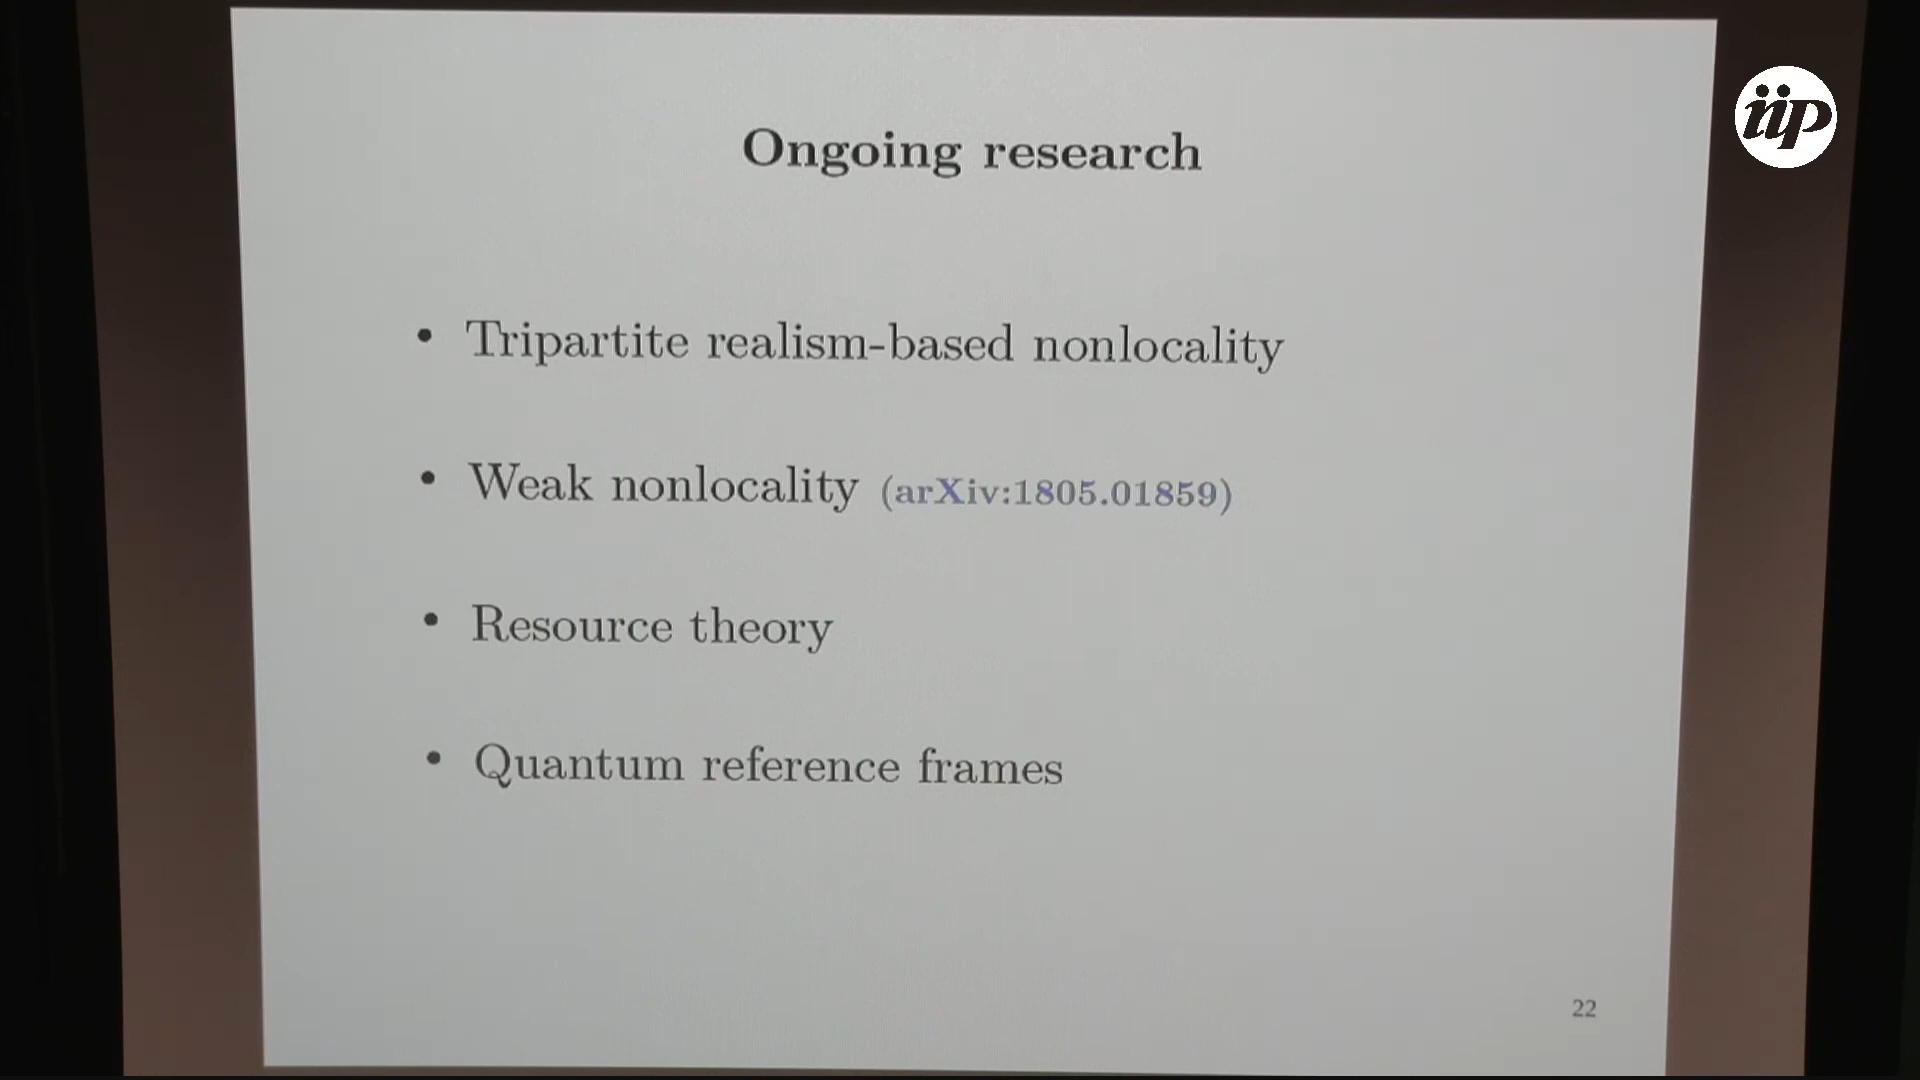 iip
Ongoing research
• Tripartite realism-based nonlocality
• Weak nonlocality (arXiv:1805.01859)
• Resource theory
• Quantum reference frames
22